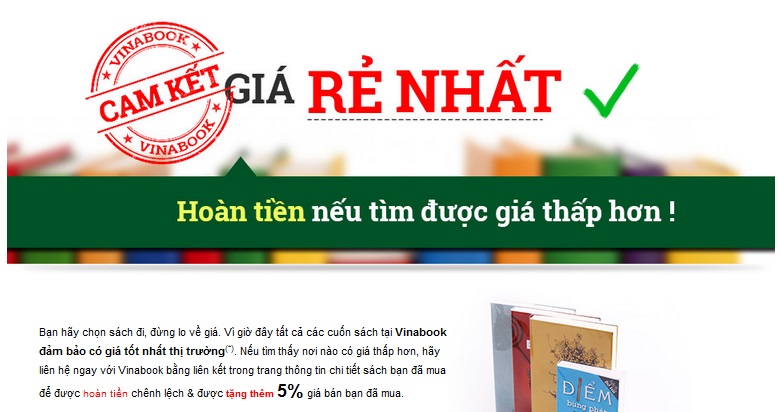 VINABOOK
CAM KẾT
VINABOOK
GIÁ RẺ NHẤT
Hoàn tiền nếu tìm được giá thấp hơn !
Bạn hãy chọn sách đi, đừng lo về giá. Vì giờ đây tất cả các cuốn sách tại Vinabook
đảm bảo có giá tốt nhất thị trường(*). Nếu tìm thấy nơi nào có giá thấp hơn, hãy
liên hệ ngay với Vinabook bằng liên kết trong trang thông tin chi tiết sách bạn đã mua
để được hoàn tiền chênh lệch & được tặng thêm 5% giá bán bạn đã mua.
ĐIỂM
bùng phát